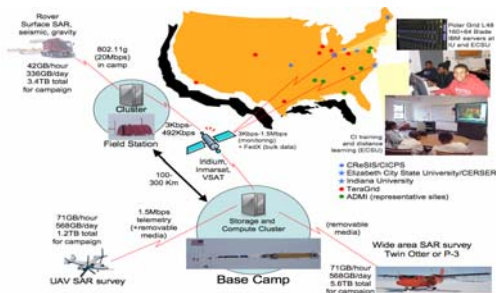 Rover
Surface SAR,
seismic, gravity
802.11g
(20Mbps)
in camp
42GB/hour
336GB/day
3.4TB total
for campaign
Cluster
Field Station
3Kbps-
492Kbps
Iridium,
Inmarsat,
VSAT
3Kbps-1.5Mbps
(monitoring)
+ FedX (bulk data)
Polar Grid L48
160+64 Blade
IBM servers at
IU and ECSU
CI training
and distance
learning (ECSU)
CReSIS/CICPS
Elizabeth City State University/CERSER
Indiana University
TeraGrid
ADMI (representative sites)
100-
300 Km
71GB/hour
568GB/day
1.2TB total
for campaign
1.5Mbps
telemetry
(+removable
media)
Storage and
Compute Cluster
Base Camp
UAV SAR survey
(removable
media)
Wide area SAR survey
Twin Otter or P-3
71GB/hour
568GB/day
5.6TB total
for campaign